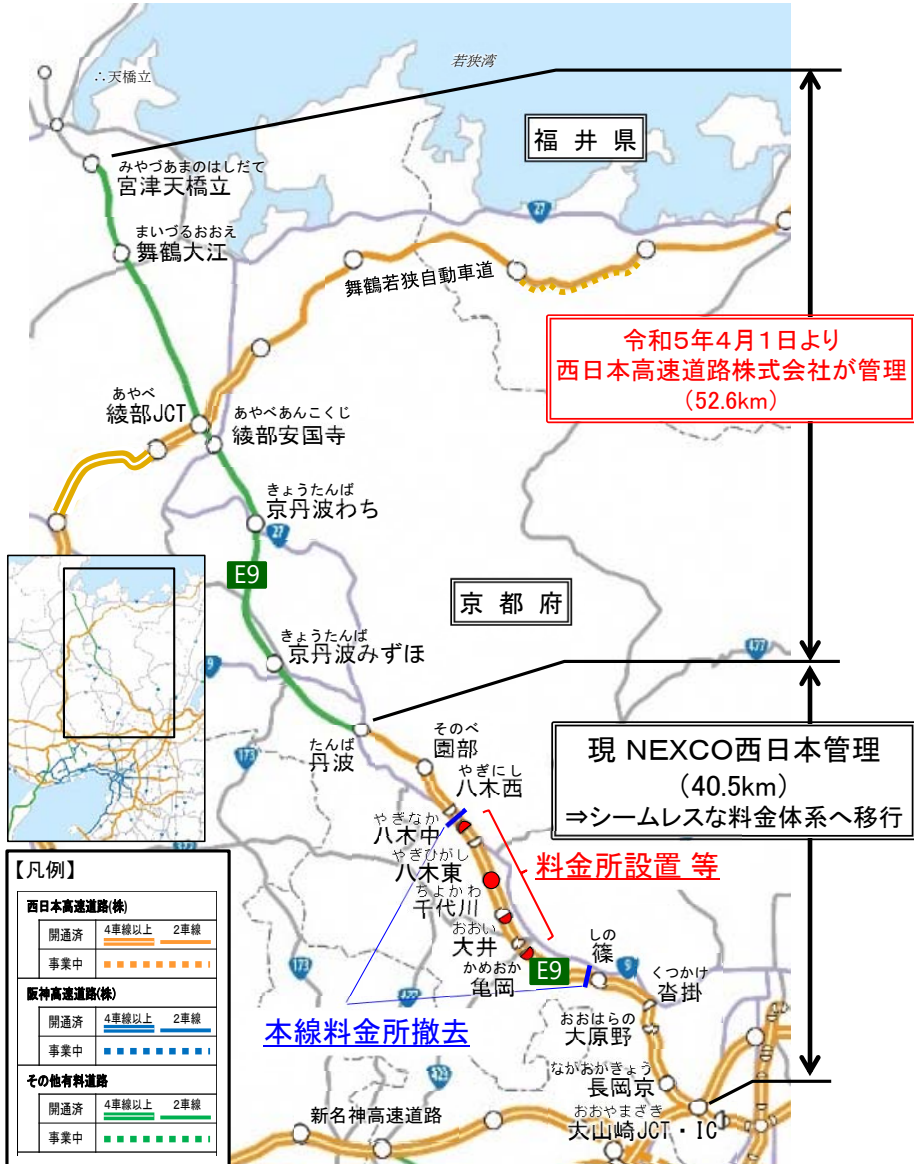 若狭湾
∴天橋立
福井県
みやづあまのはしだて
宮津天橋立
27
まいづるおおえ
舞鶴大江
舞鶴若狭自動車道
令和5年4月1日より
西日本高速道路株式会社が管理
(52.6km)
あやべ
綾部JCT
あやべあんこくじ
綾部安国寺
きょうたんば
京丹波わち
27
E9
京都府
きょうたんば
京丹波みずほ
9
477
たんば
丹波
そのべ
園部
173
現 NEXCO西日本管理
(40.5km)
⇒シームレスな料金体系へ移行
やぎにし
八木西
やぎなか
八木中
やぎひがし
八木東
料金所設置 等
ちよかわ
千代川
おおい
大井
かめおか
亀岡
E9
しの
篠
9
くつかけ
沓掛
173
本線料金所撤去
おおはらの
大原野
ながおかきょう
長岡京
423
おおやまざき
大山崎JCT・IC
新名神高速道路
【凡例】
西日本高速道路(株)
開通済 4車線以上 2車線
事業中
阪神高速道路(株)
開通済 4車線以上 2車線
事業中
その他有料道路
開通済 4車線以上 2車線
事業中